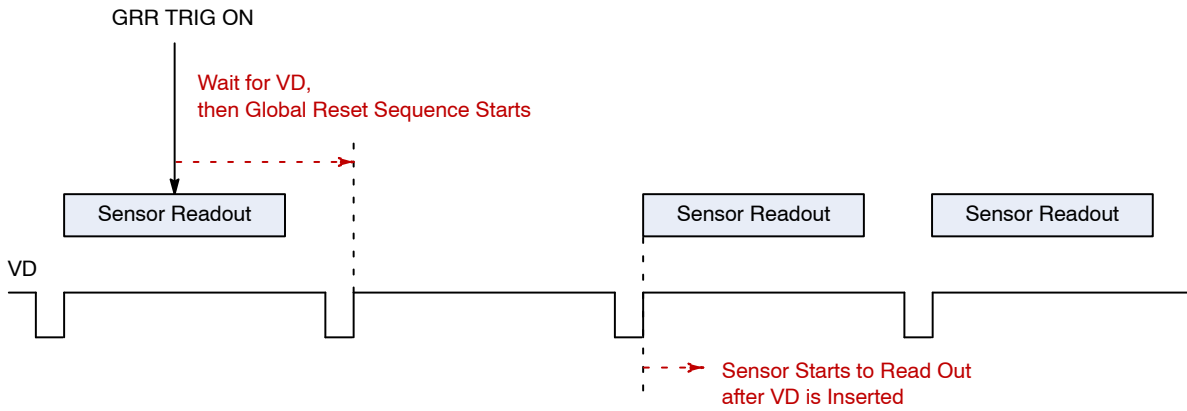 GRR TRIG ON
Wait for VD,
then Global Reset Sequence Starts
Sensor Readout
Sensor Readout
Sensor Readout
VD
Sensor Starts to Read Out
after VD is Inserted